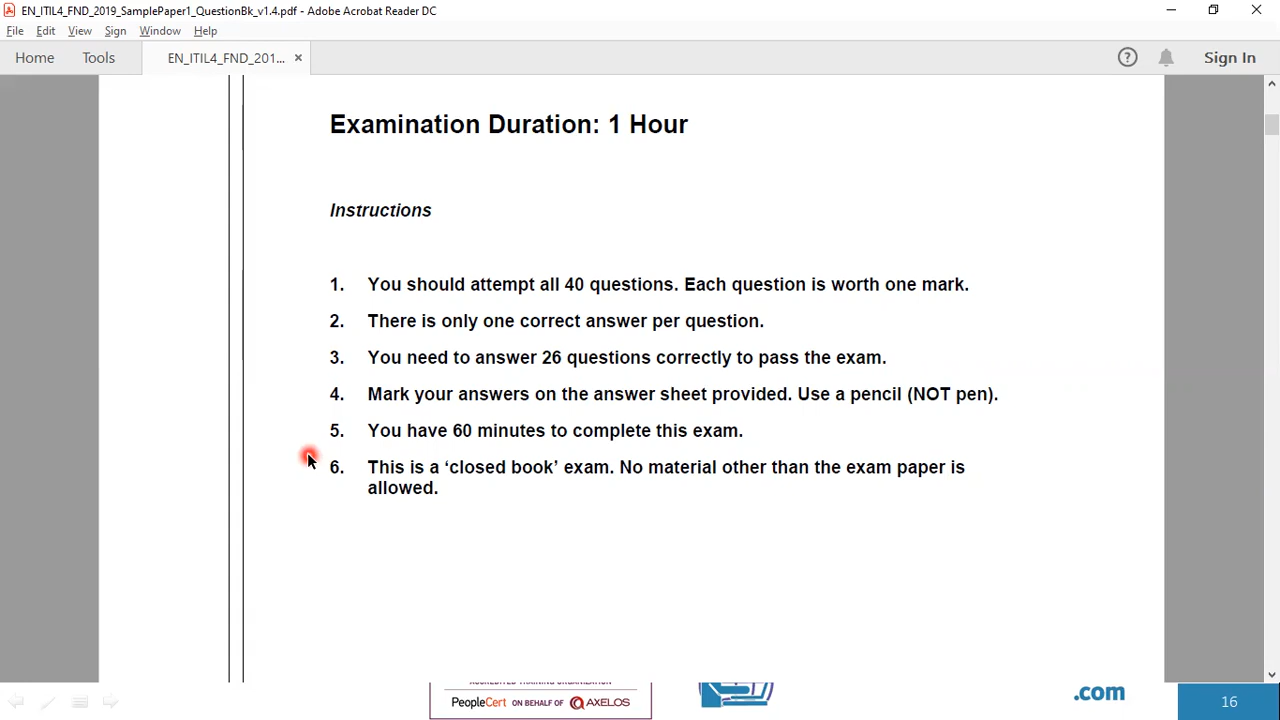 EN_ITIL4_FND_2019_SamplePaper1_QuestionBk_v1.4.pdf - Adobe Acrobat Reader DC
File Edit View Sign Window Help
Home Tools EN_ITIL4_FND_201... × Sign In
Examination Duration: 1 Hour
Instructions
1. You should attempt all 40 questions. Each question is worth one mark.
2. There is only one correct answer per question.
3. You need to answer 26 questions correctly to pass the exam.
4. Mark your answers on the answer sheet provided. Use a pencil (NOT pen).
5. You have 60 minutes to complete this exam.
6. This is a ‘closed book’ exam. No material other than the exam paper is
allowed.
ACCREDITED TRAINING ORGANIZATION
PeopleCert ON BEHALF OF AXELOS
.com
16